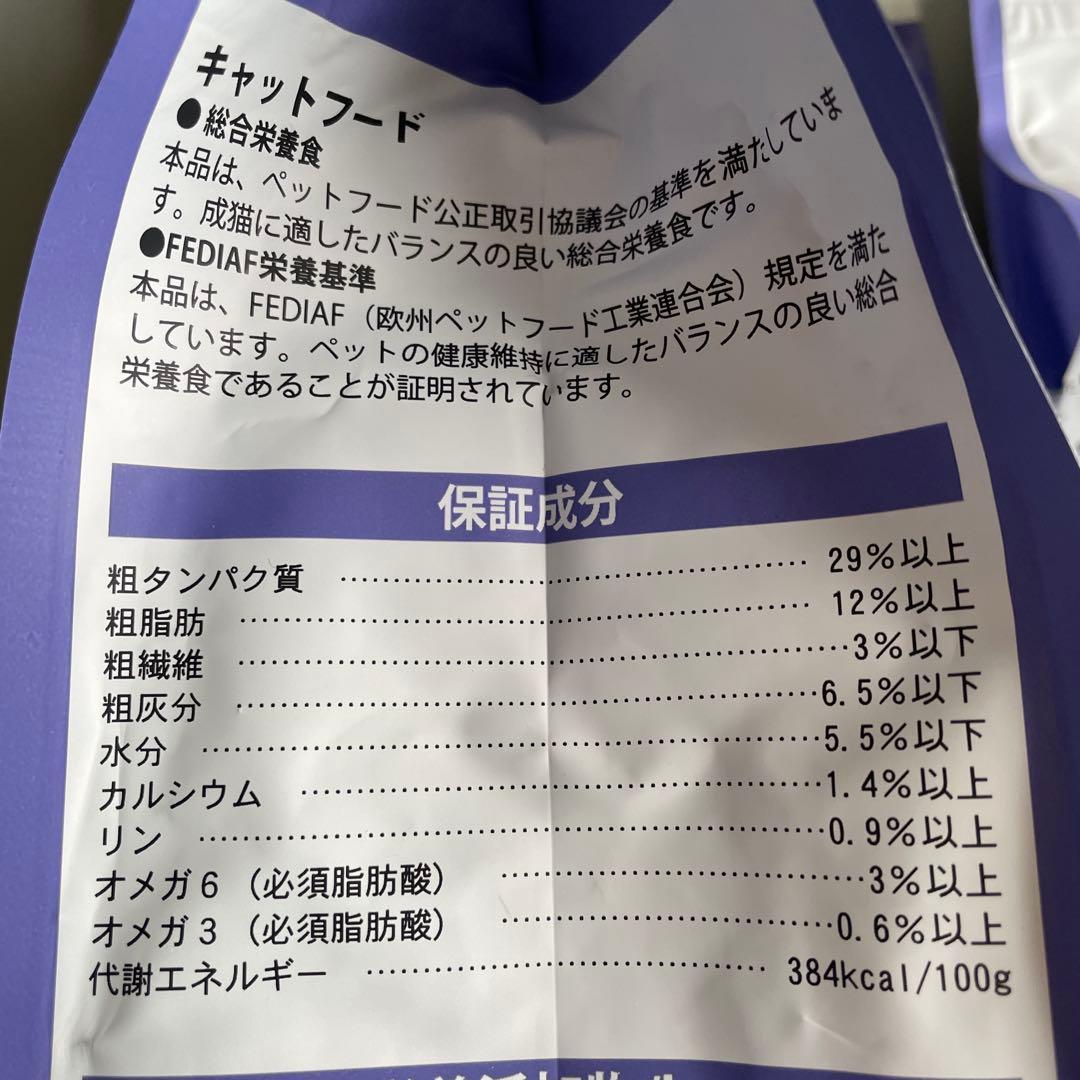 キャットフード
●総合栄養食
本品は、ペットフード公正取引協議会の基準を満たしていま
す。成猫に適したバランスの良い総合栄養食です。
●FEDIAF栄養基準
本品は、FEDIAF（欧州ペットフード工業連合会）規定を満た
しています。ペットの健康維持に適したバランスの良い総合
栄養食であることが証明されています。
保証成分
粗タンパク質 …… 29%以上
粗脂肪 …… 12%以上
粗繊維 …… 3%以下
粗灰分 …… 6.5%以下
水分 …… 5.5%以下
カルシウム …… 1.4%以上
リン …… 0.9%以上
オメガ6（必須脂肪酸） …… 3%以上
オメガ3（必須脂肪酸） …… 0.6%以上
代謝エネルギー …… 384kcal/100g